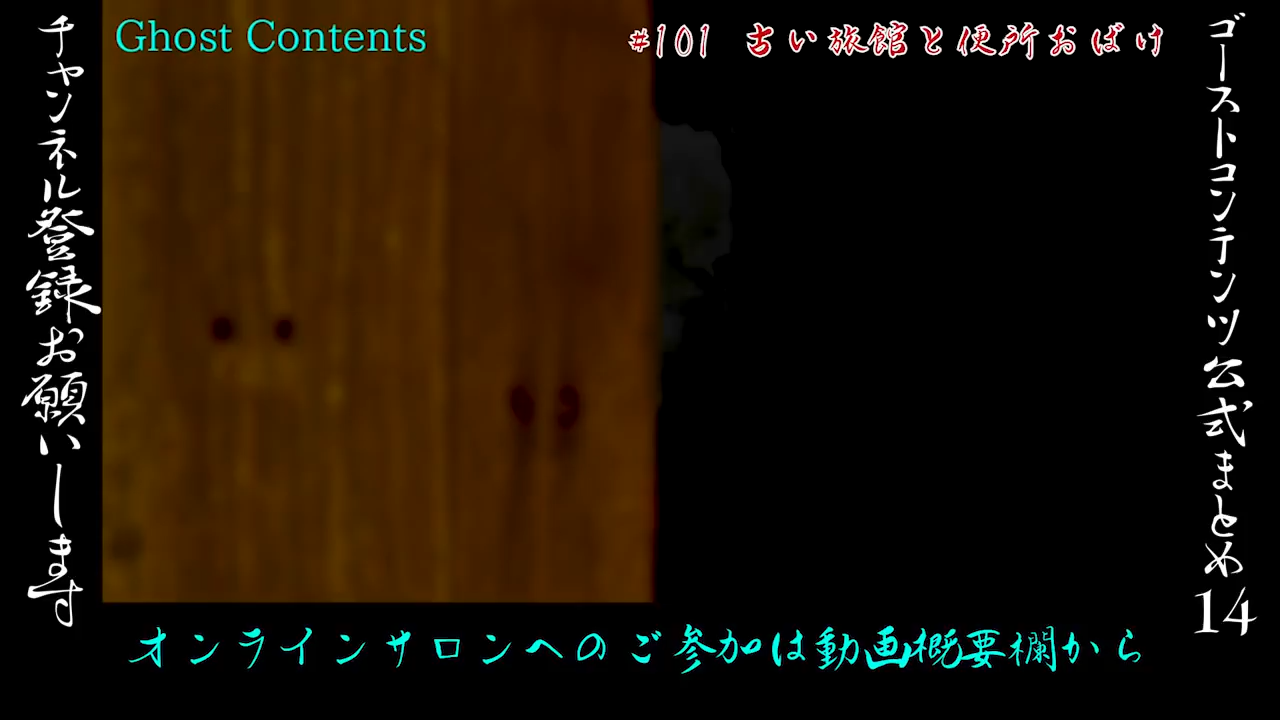 Ghost Contents
#101 古い旅館と便所おばけ
ゴーストコンテンツ公式まとめ14
チャンネル登録お願いします
オンラインサロンへのご参加は動画概要欄から